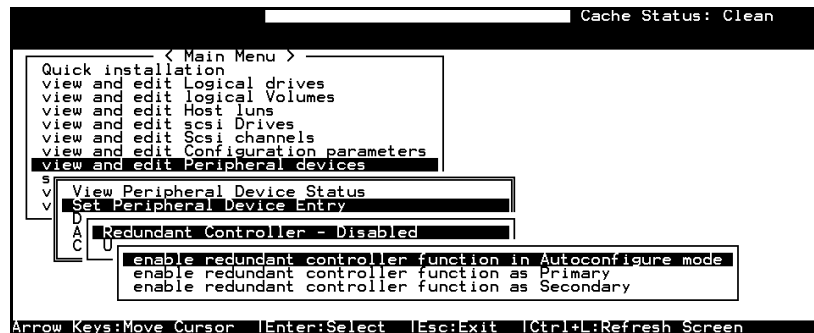 Cache Status: Clean
< Main Menu >
Quick installation
view and edit Logical drives
view and edit logical Volumes
view and edit Host luns
view and edit scsi Drives
view and edit Scsi channels
view and edit Configuration parameters
view and edit Peripheral devices
s
v View Peripheral Device Status
v Set Peripheral Device Entry
D
A Redundant Controller - Disabled
C U
enable redundant controller function in Autoconfigure mode
enable redundant controller function as Primary
enable redundant controller function as Secondary
Arrow Keys:Move Cursor |Enter:Select |Esc:Exit |Ctrl+L:Refresh Screen